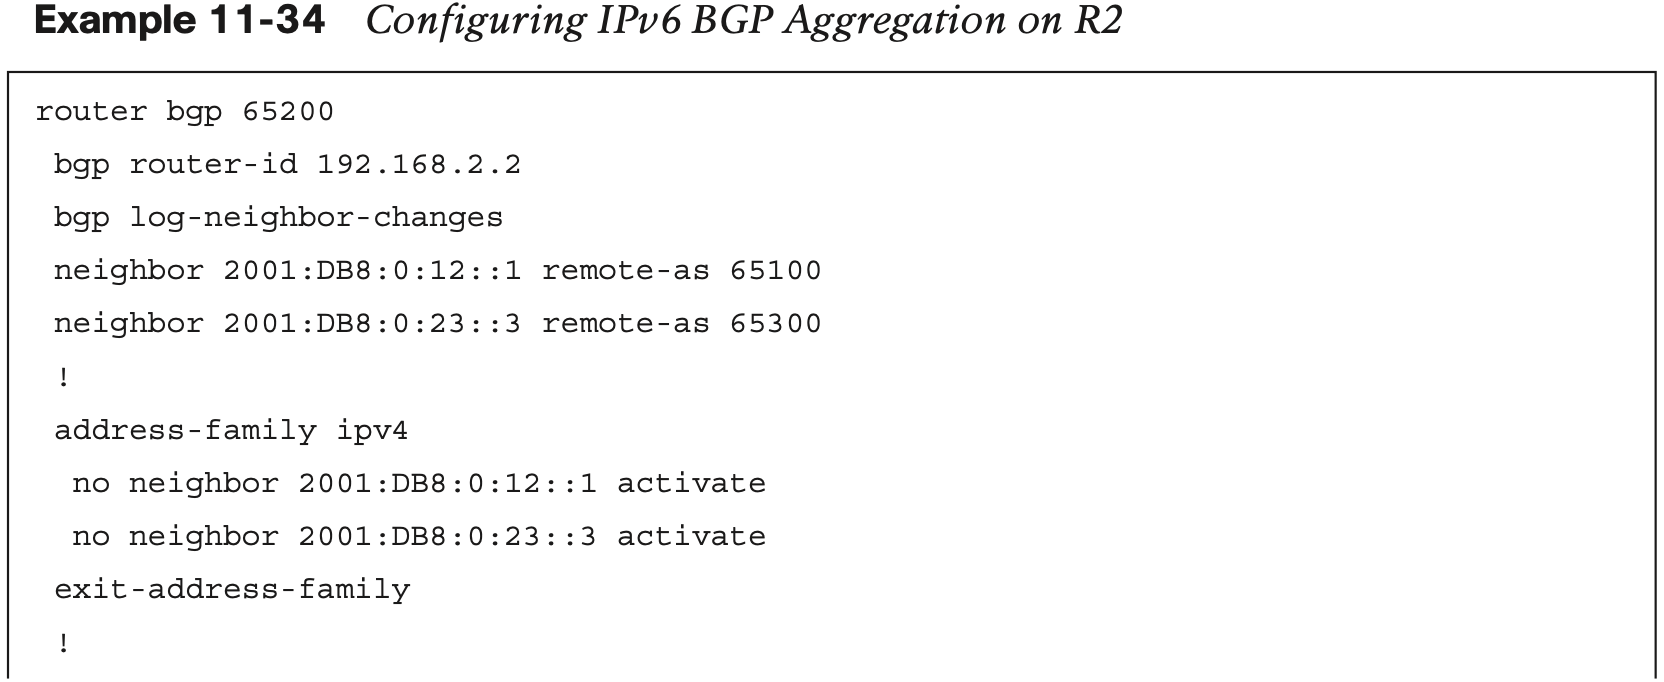 Example 11-34 Configuring IPv6 BGP Aggregation on R2
router bgp 65200
bgp router-id 192.168.2.2
bgp log-neighbor-changes
neighbor 2001:DB8:0:12::1 remote-as 65100
neighbor 2001:DB8:0:23::3 remote-as 65300
!
address-family ipv4
no neighbor 2001:DB8:0:12::1 activate
no neighbor 2001:DB8:0:23::3 activate
exit-address-family
!